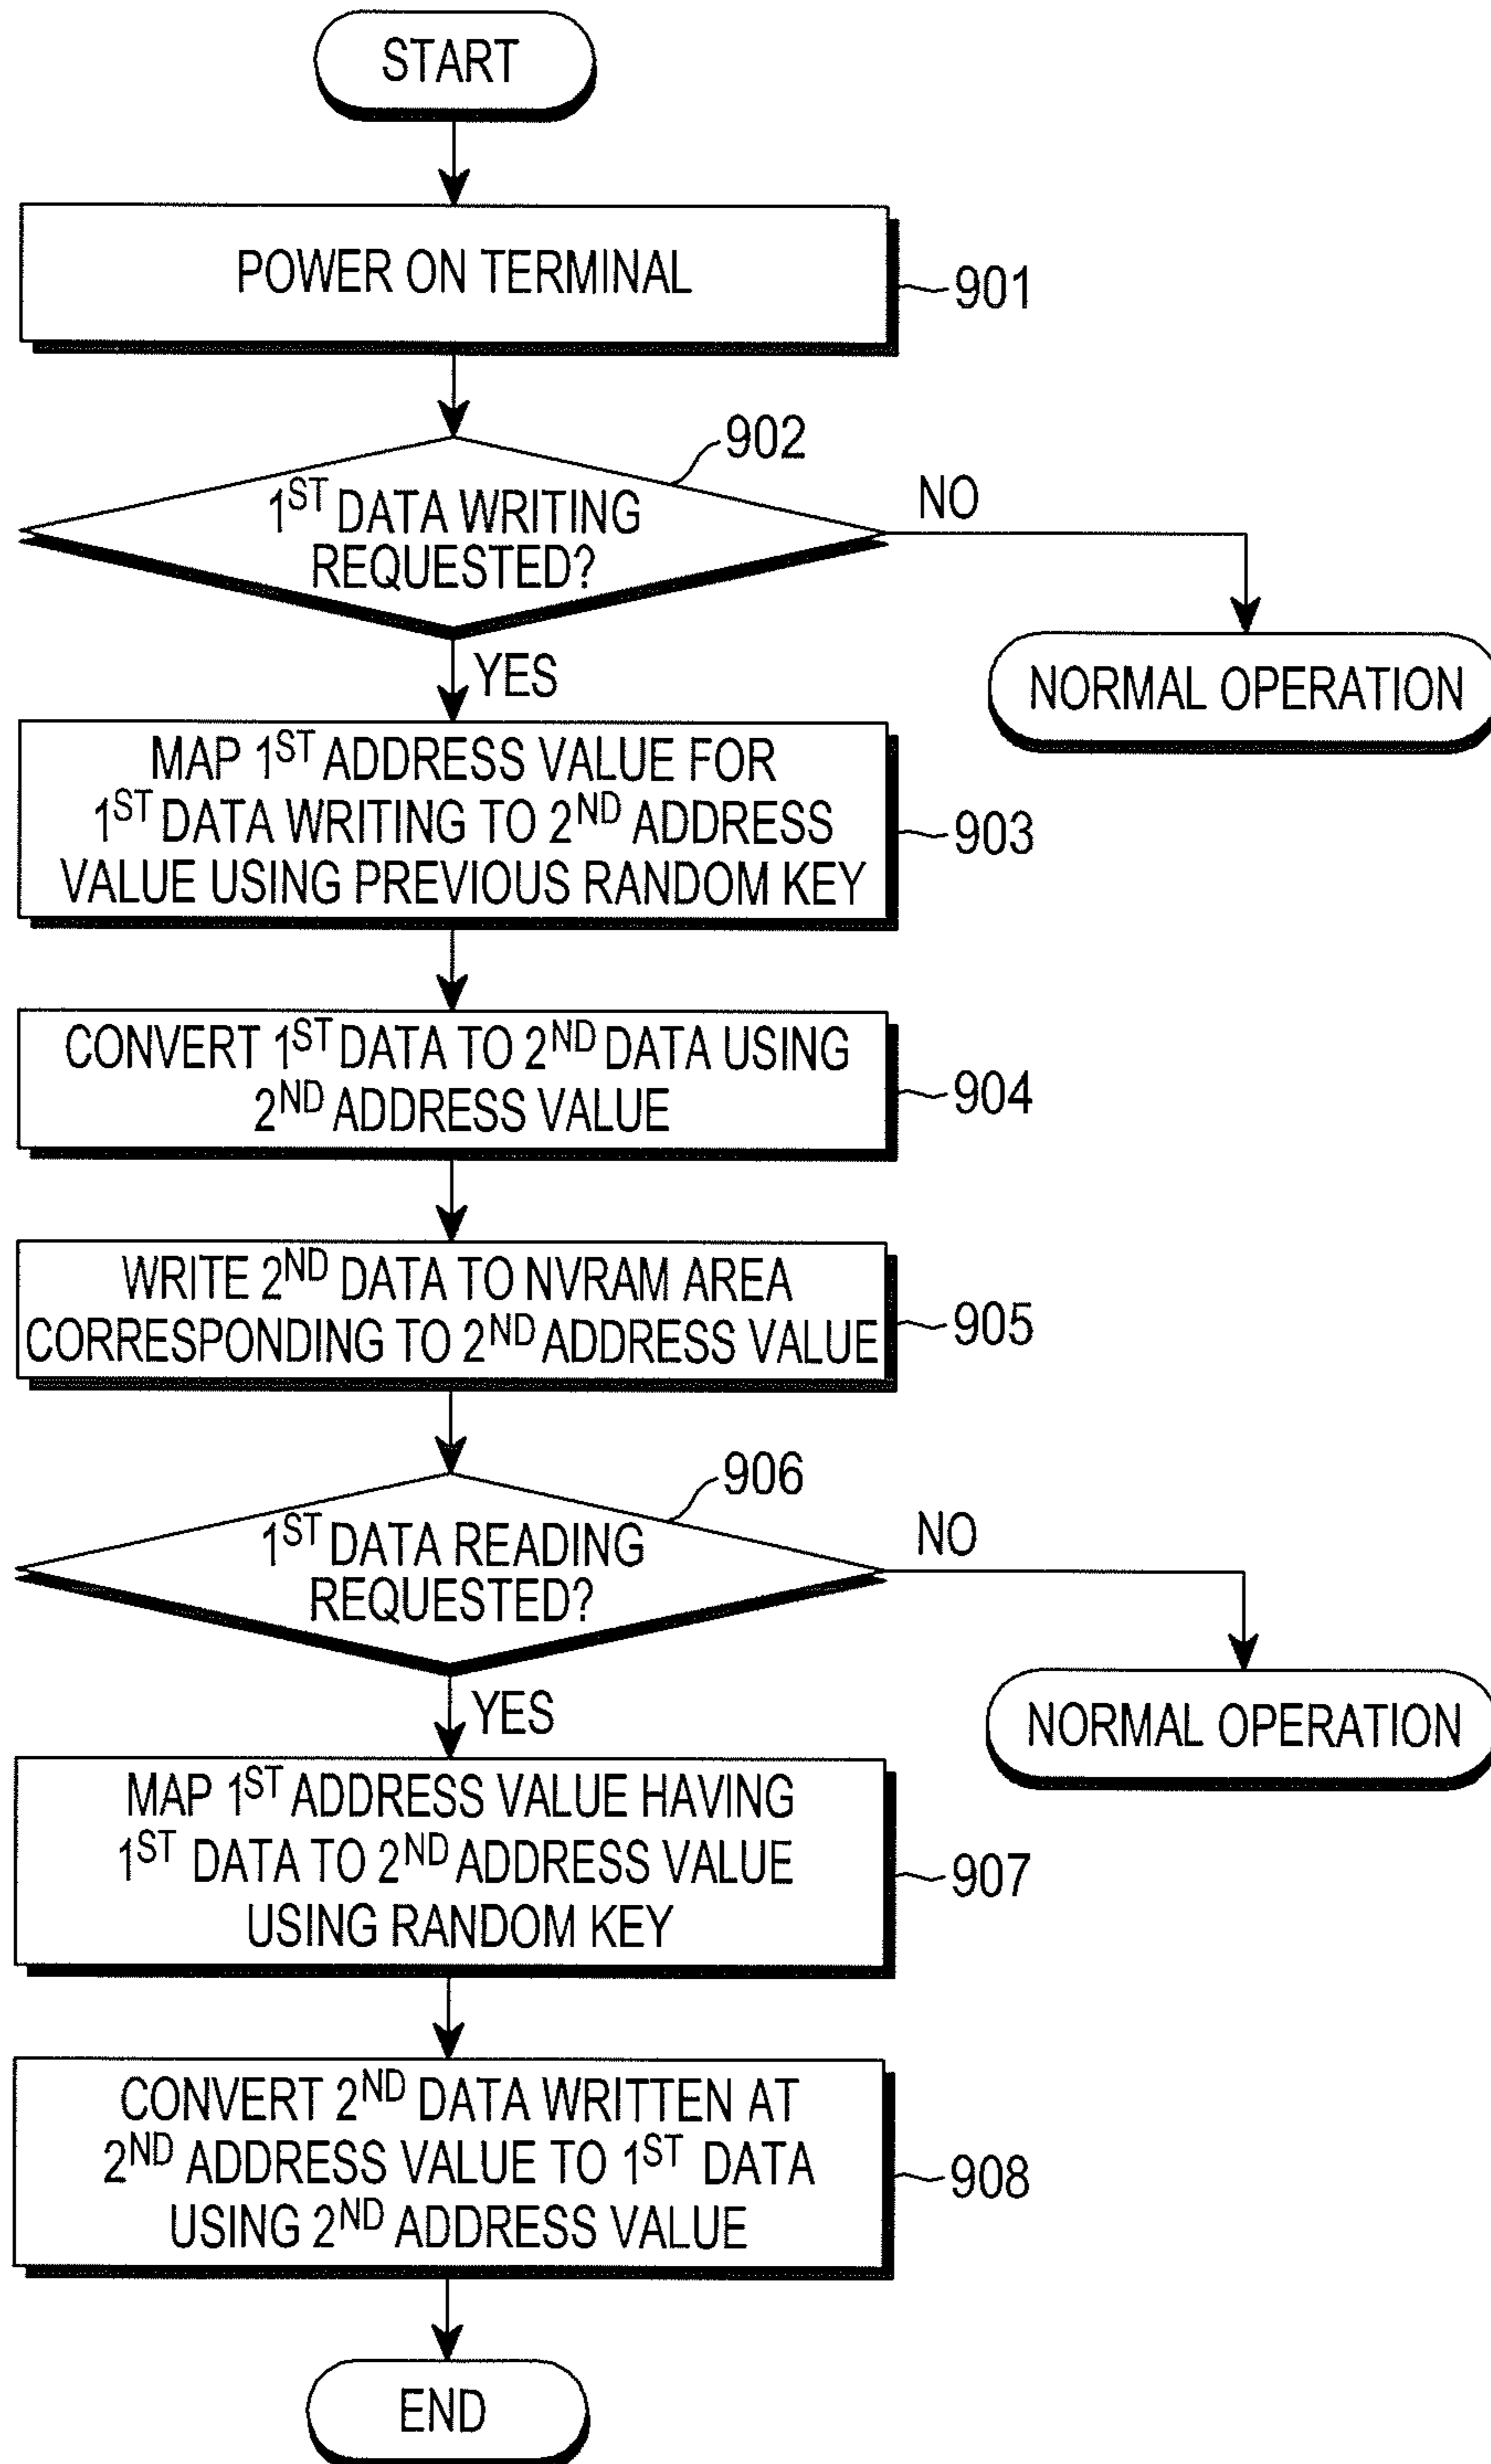 START
POWER ON TERMINAL
901
902
1ST DATA WRITING
REQUESTED?
NO
YES
NORMAL OPERATION
MAP 1ST ADDRESS VALUE FOR
1ST DATA WRITING TO 2ND ADDRESS
VALUE USING PREVIOUS RANDOM KEY
903
CONVERT 1ST DATA TO 2ND DATA USING
2ND ADDRESS VALUE
904
WRITE 2ND DATA TO NVRAM AREA
CORRESPONDING TO 2ND ADDRESS VALUE
905
906
1ST DATA READING
REQUESTED?
NO
YES
NORMAL OPERATION
MAP 1ST ADDRESS VALUE HAVING
1ST DATA TO 2ND ADDRESS VALUE
USING RANDOM KEY
907
CONVERT 2ND DATA WRITTEN AT
2ND ADDRESS VALUE TO 1ST DATA
USING 2ND ADDRESS VALUE
908
END